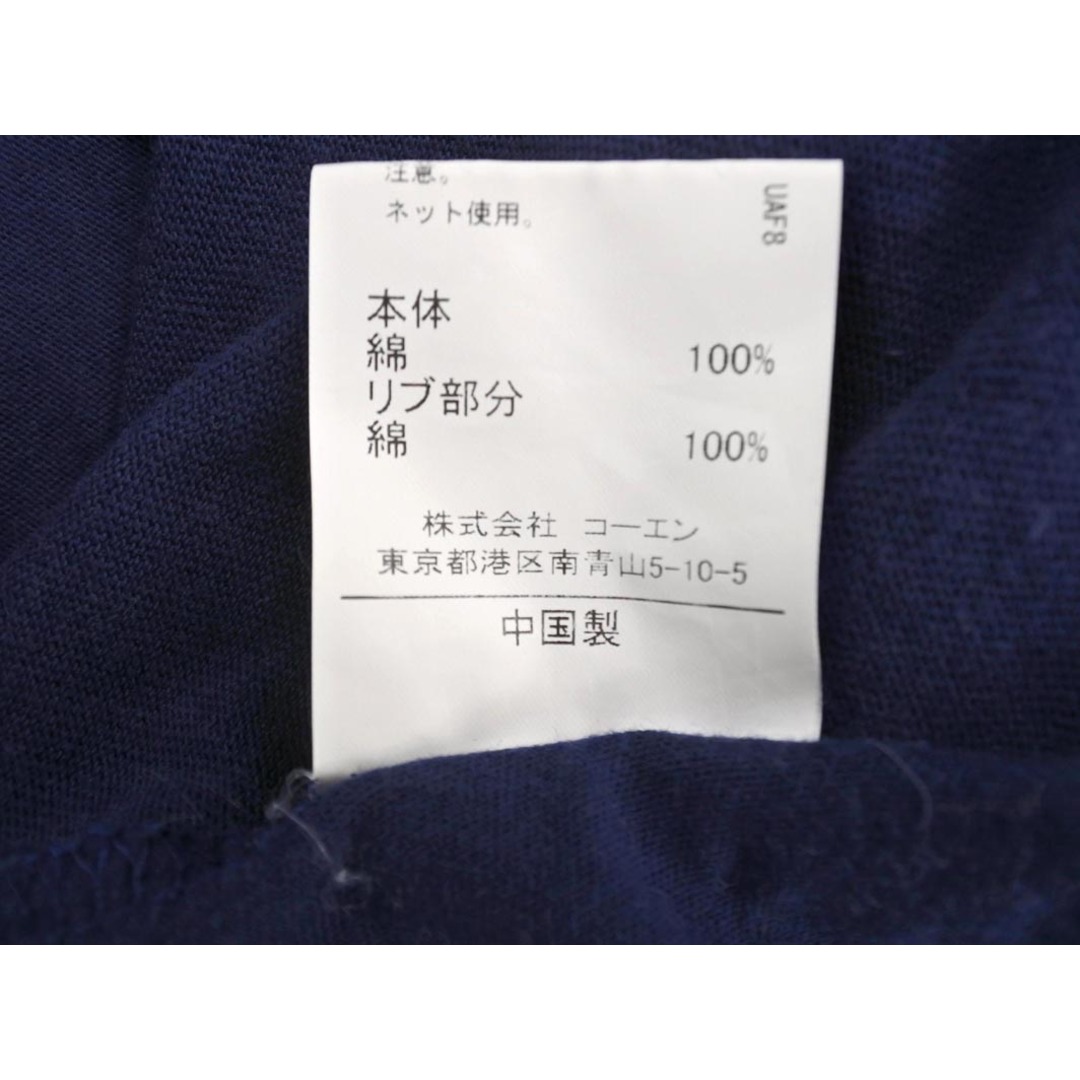 注意。
ネット使用。
UAF8
本体
綿 100%
リブ部分
綿 100%
株式会社 コーエン
東京都港区南青山5-10-5
中国製